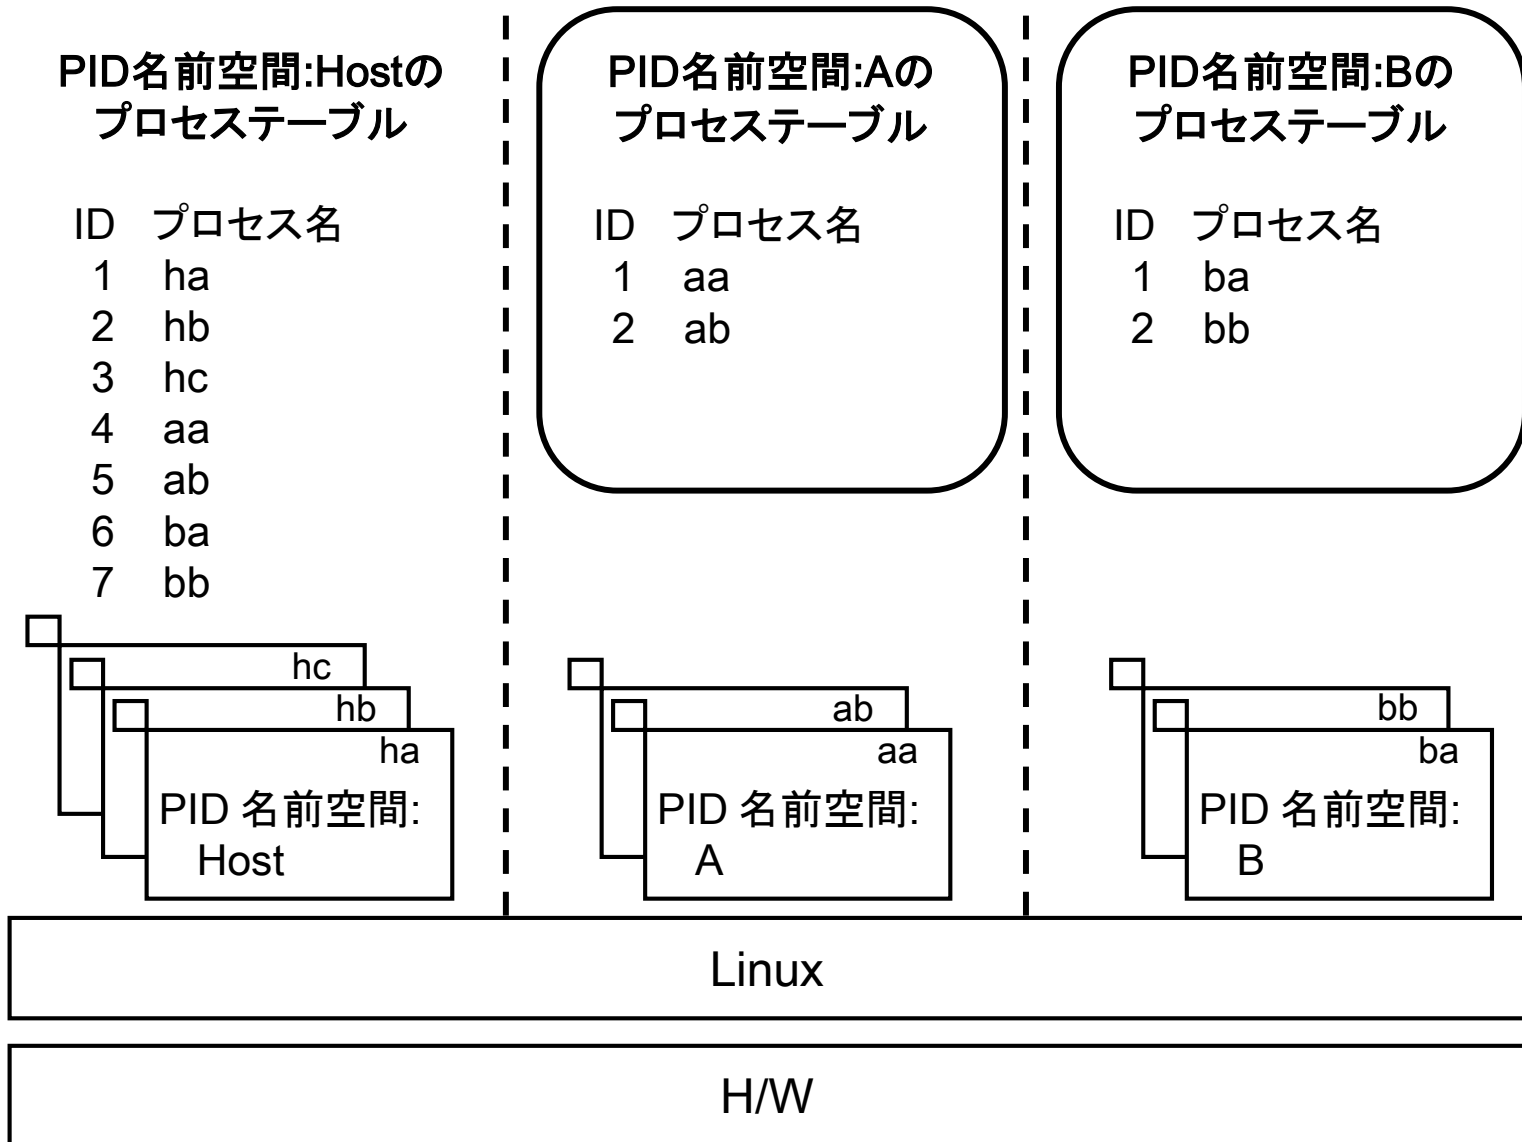 PID名前空間:Hostの
プロセステーブル
ID プロセス名
1 ha
2 hb
3 hc
4 aa
5 ab
6 ba
7 bb
PID名前空間:Aの
プロセステーブル
ID プロセス名
1 aa
2 ab
PID名前空間:Bの
プロセステーブル
ID プロセス名
1 ba
2 bb
hc
hb
ha
PID 名前空間:
Host
ab
aa
PID 名前空間:
A
bb
ba
PID 名前空間:
B
Linux
H/W